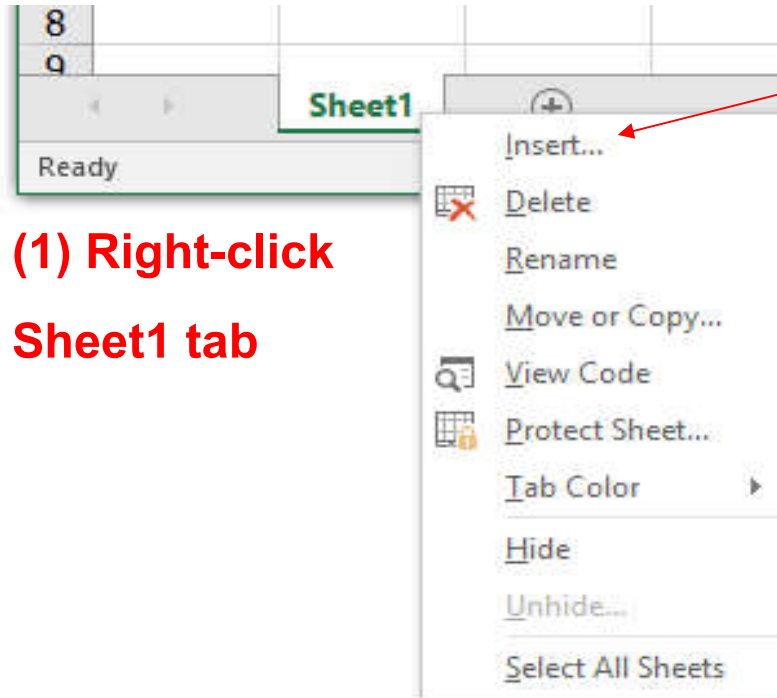 8
9
Sheet1
Insert...
Ready
Delete
(1) Right-click
Rename
Sheet1 tab
Move or Copy...
View Code
Protect Sheet...
Tab Color
Hide
Unhide...
Select All Sheets